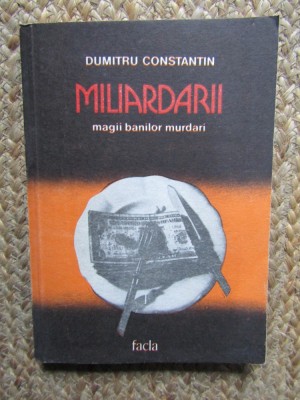 DUMITRU CONSTANTIN
MILIARDARII
magii banilor murdari
facla